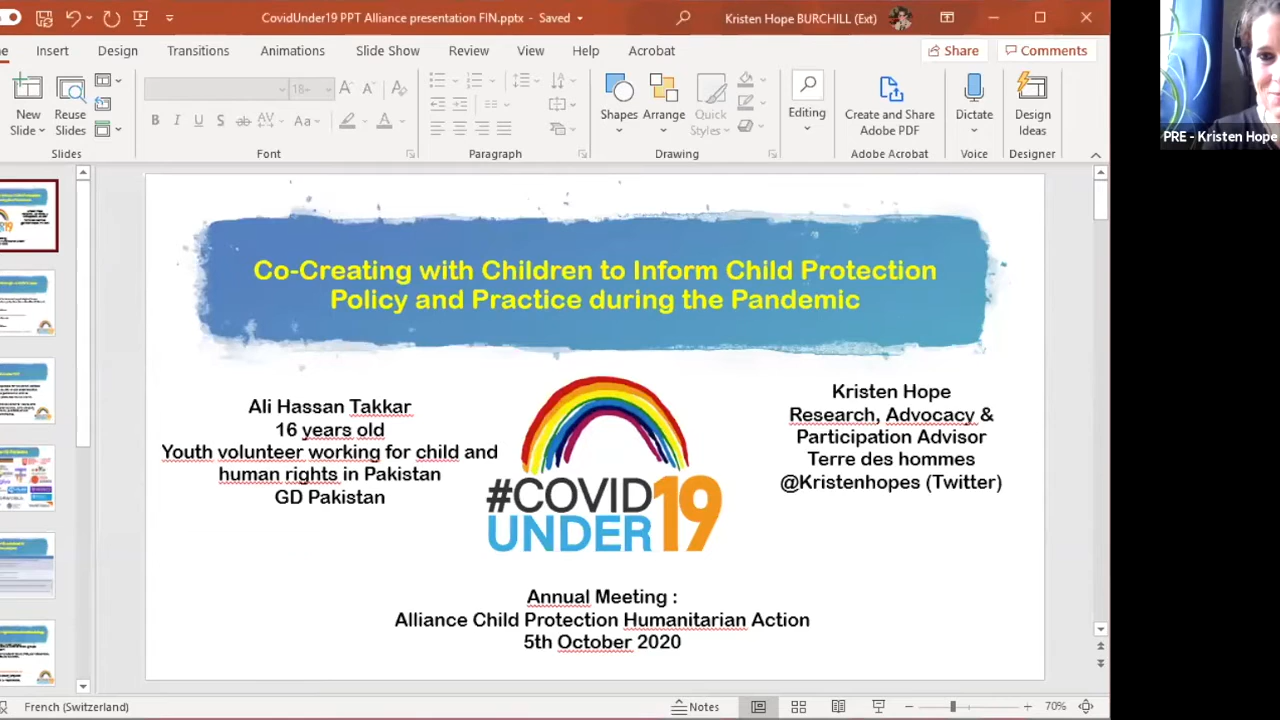 CovidUnder19 PPT Alliance presentation FIN.pptx - Saved
Kristen Hope BURCHILL (Ext)
Insert Design Transitions Animations Slide Show Review View Help Acrobat
Share Comments
New Slide
Reuse Slides
18
Shapes
Arrange
Quick Styles
Editing
Create and Share Adobe PDF
Dictate
Design Ideas
Slides Font Paragraph Drawing Adobe Acrobat Voice Designer
PRE - Kristen Hope
Co-Creating with Children to Inform Child Protection
Policy and Practice during the Pandemic
Ali Hassan Takkar
16 years old
Youth volunteer working for child and
human rights in Pakistan
GD Pakistan
#COVID
UNDER 19
Kristen Hope
Research, Advocacy &
Participation Advisor
Terre des hommes
@Kristenhopes (Twitter)
Annual Meeting :
Alliance Child Protection Humanitarian Action
5th October 2020
French (Switzerland)
Notes
70%